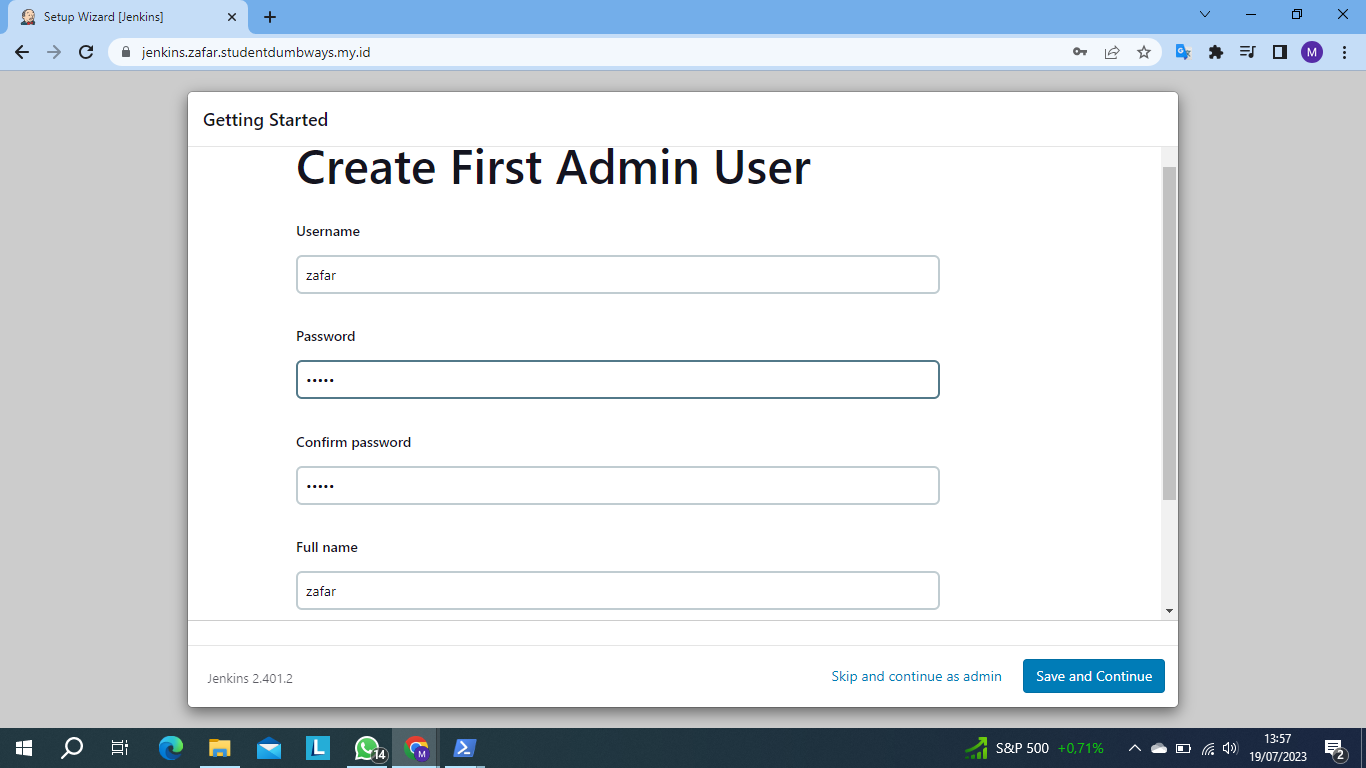 Setup Wizard [Jenkins]
jenkins.zafar.studentdumbways.my.id
M
Getting Started
Create First Admin User
Username
zafar
Password
•••••
Confirm password
•••••
Full name
zafar
Jenkins 2.401.2
Skip and continue as admin
Save and Continue
L
14
M
S&P 500 +0,71%
13:57
19/07/2023
2